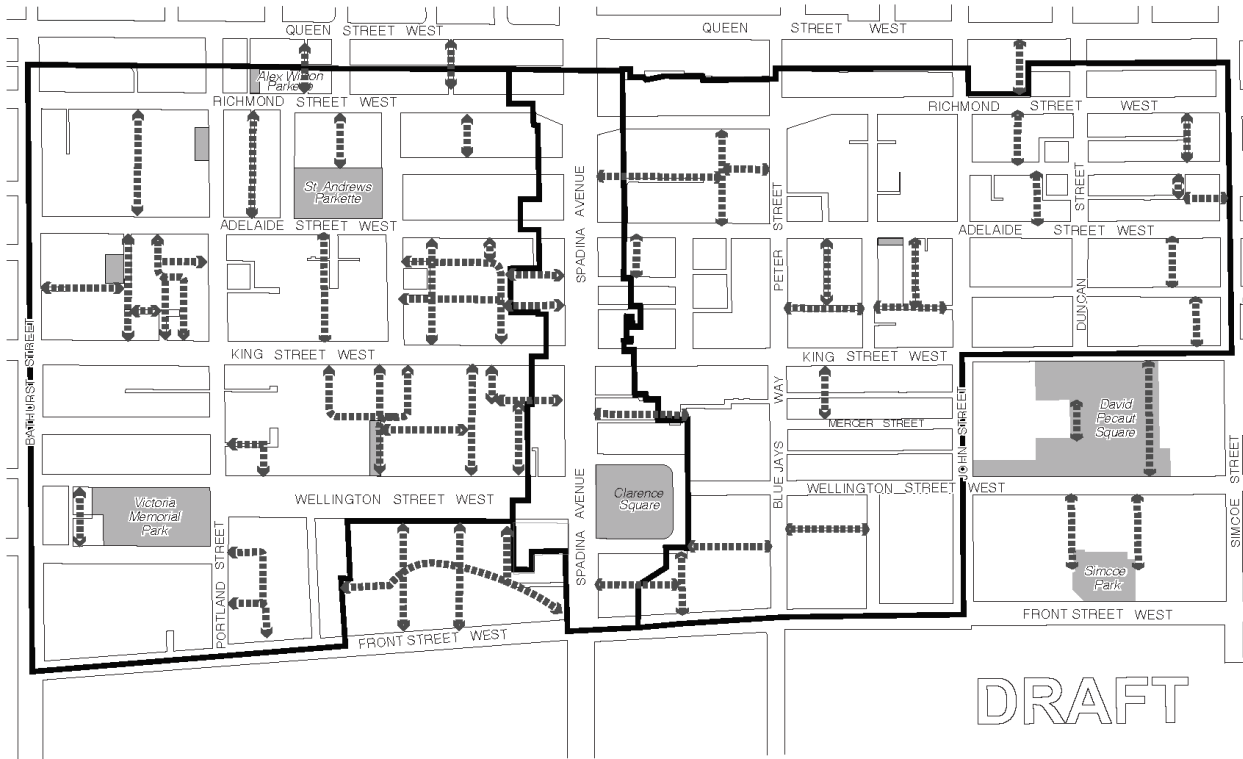 QUEEN STREET WEST
QUEEN STREET WEST
Alex Wilson
Parkette
RICHMOND STREET WEST
RICHMOND STREET WEST
St. Andrews
Parkette
ADELAIDE STREET WEST
ADELAIDE STREET WEST
SPADINA AVENUE
PETER STREET
DUNCAN STREET
BATHURST STREET
KING STREET WEST
KING STREET WEST
MERCER STREET
BLUE JAYS WAY
JOHN STREET
David
Pecaut
Square
SIMCOE STREET
WELLINGTON STREET WEST
WELLINGTON STREET WEST
Victoria
Memorial
Park
Clarence
Square
PORTLAND STREET
SPADINA AVENUE
Simcoe
Park
FRONT STREET WEST
FRONT STREET WEST
DRAFT